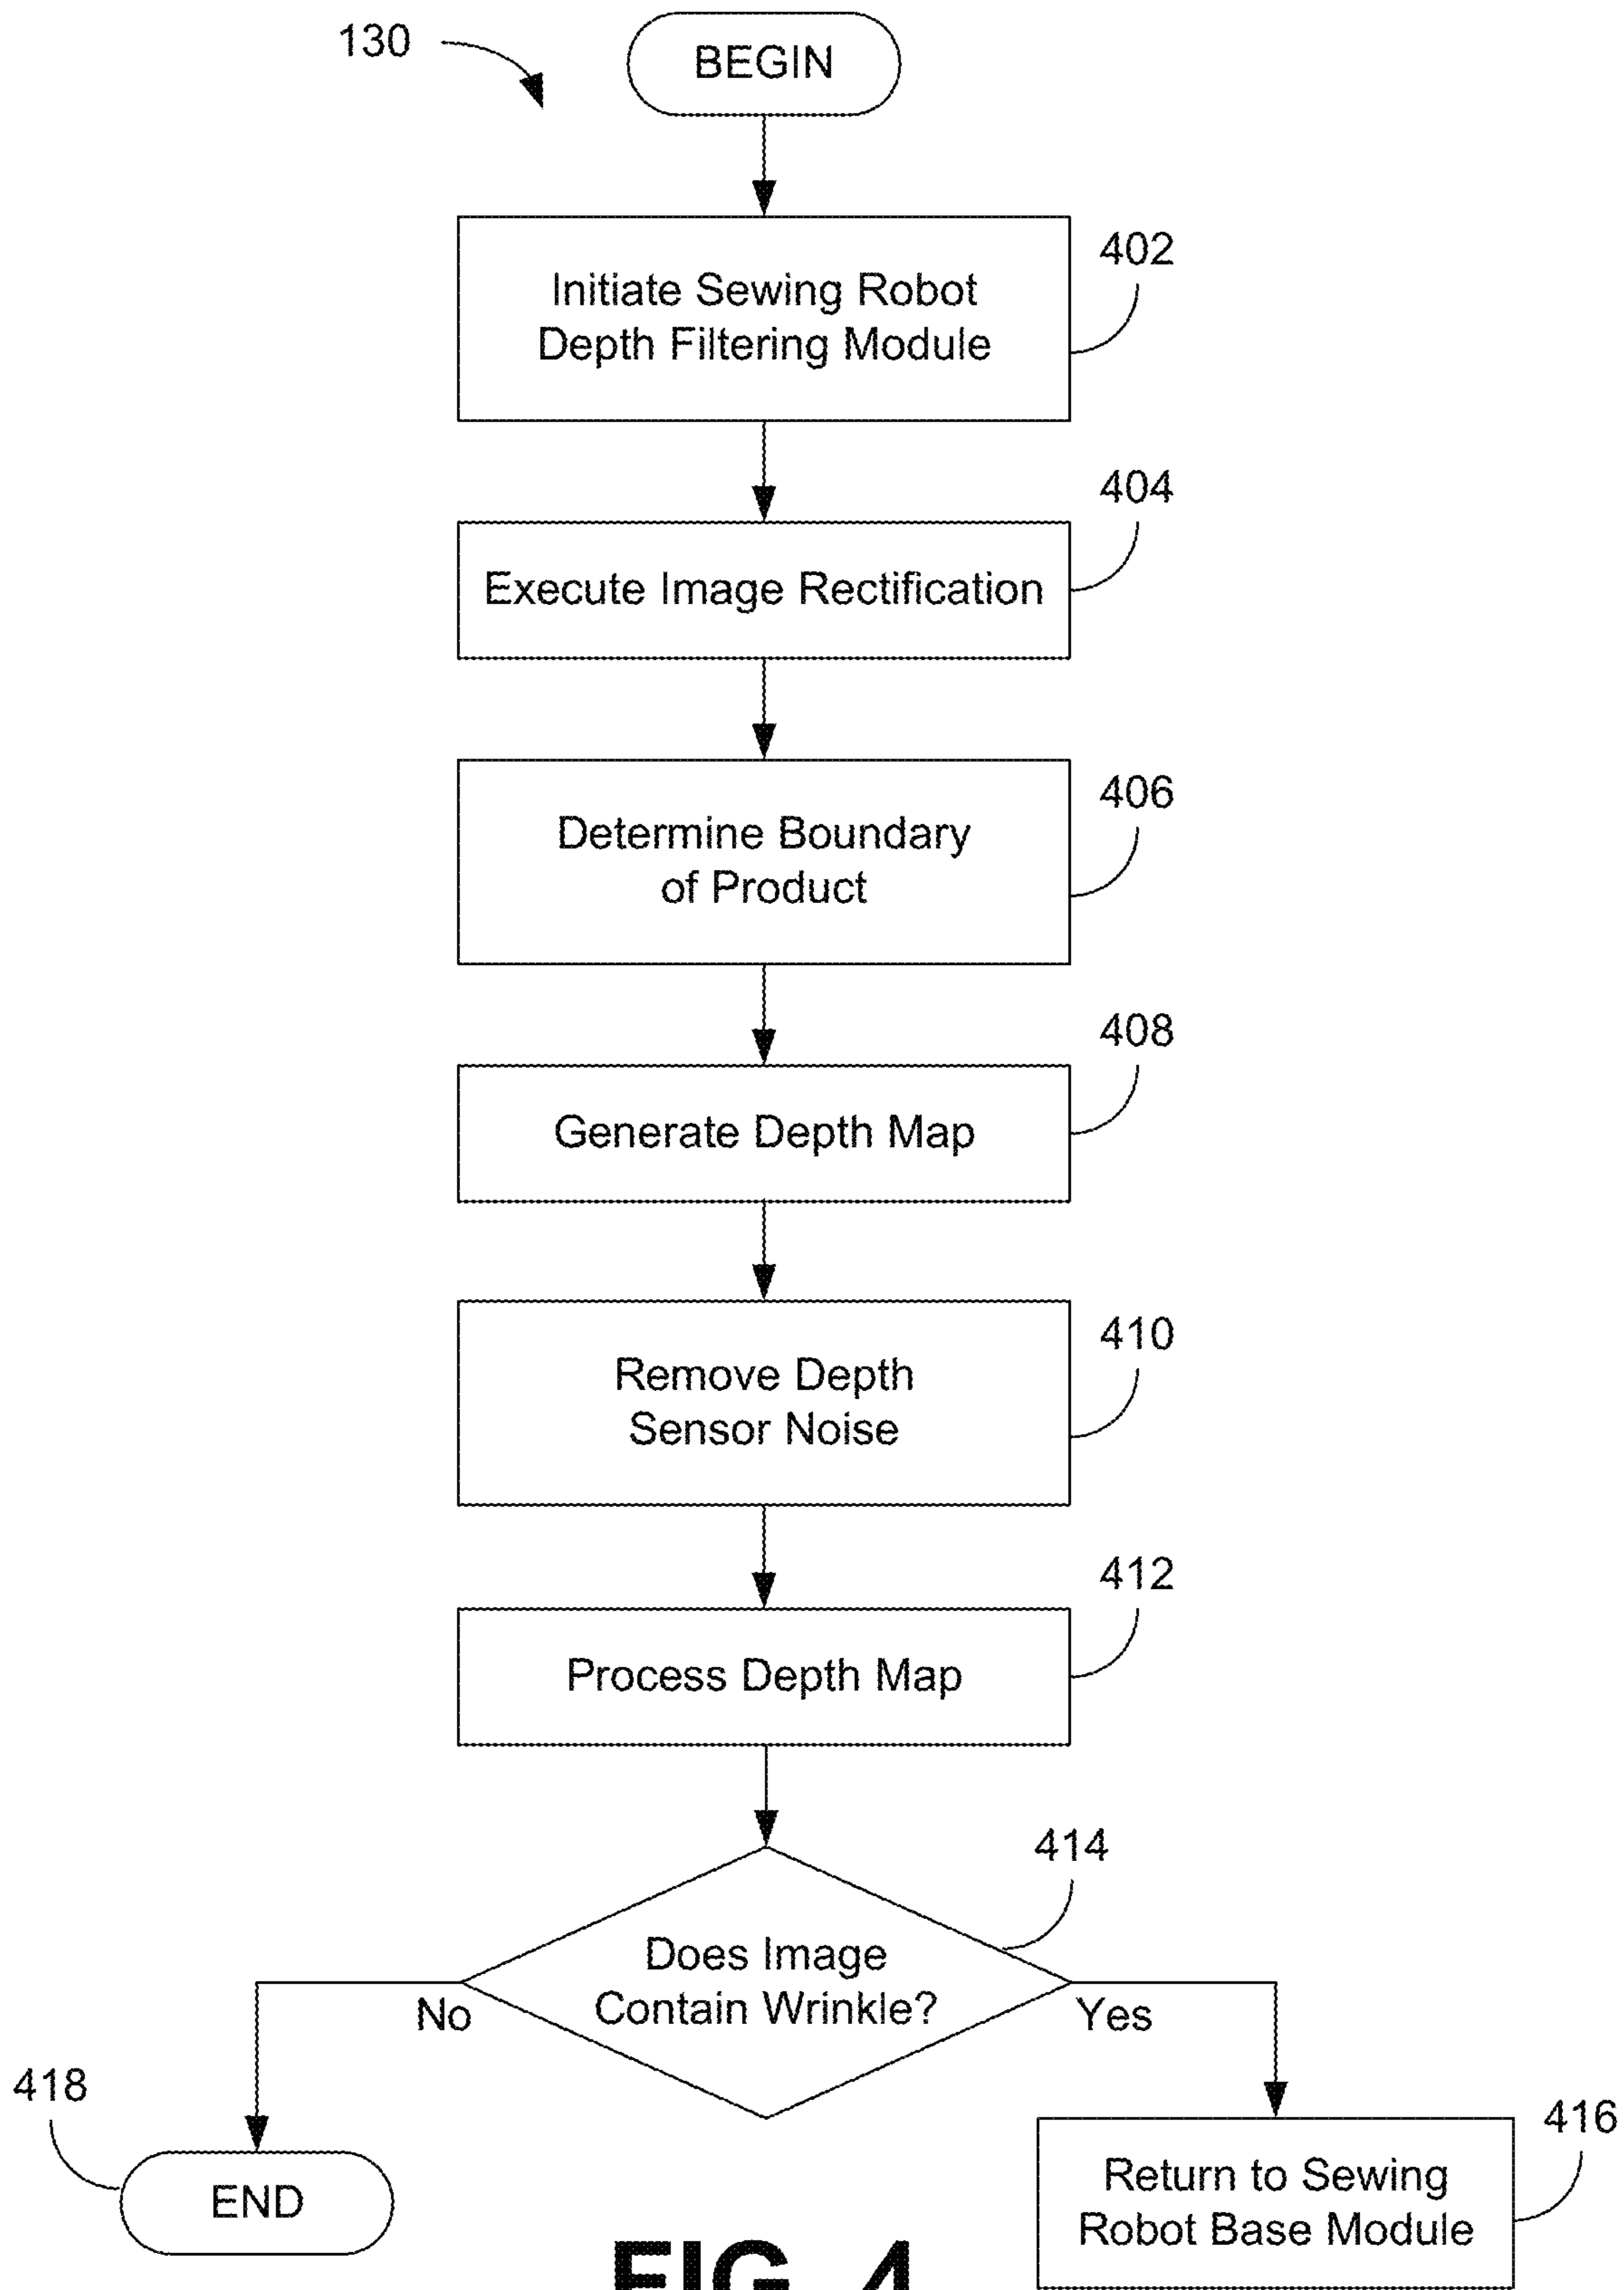 130
BEGIN
402
Initiate Sewing Robot
Depth Filtering Module
404
Execute Image Rectification
406
Determine Boundary
of Product
408
Generate Depth Map
410
Remove Depth
Sensor Noise
412
Process Depth Map
414
Does Image
Contain Wrinkle?
No
Yes
418
END
416
Return to Sewing
Robot Base Module
FIG. 4